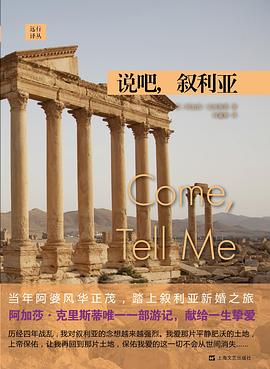 远行
译丛
说吧，叙利亚
Come,
Tell Me
当年阿婆风华正茂，踏上叙利亚新婚之旅
阿加莎·克里斯蒂唯一一部游记，献给一生挚爱
历经四年战乱，我对叙利亚的念想越来越强烈。我爱那片平静肥沃的土地，
上帝保佑，让我再回到那片土地，保佑我爱的这一切不会从世间消失……
上海文艺出版社